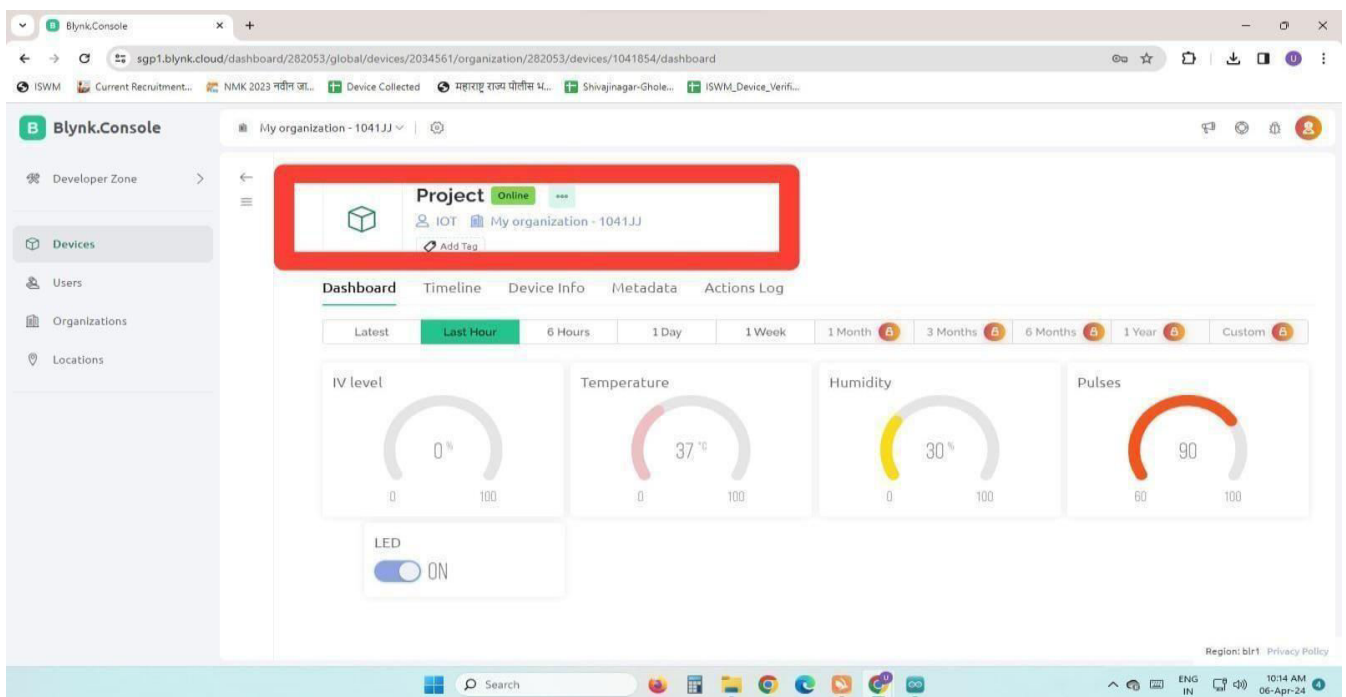 Blynk.Console
sgp1.blynk.cloud/dashboard/282053/global/devices/2034561/organization/282053/devices/1041854/dashboard
U
ISWM Current Recruitment... NMK 2023 नवीन जा... Device Collected महाराष्ट्र राज्य पोलीस भ... Shivajinagar-Ghole... ISWM_Device_Verifi...
B Blynk.Console My organization - 1041JJ
Developer Zone
Devices
Users
Organizations
Locations
Project Online ...
IOT My organization - 1041JJ
Add Tag
Dashboard Timeline Device Info Metadata Actions Log
Latest Last Hour 6 Hours 1 Day 1 Week 1 Month 3 Months 6 Months 1 Year Custom
IV level Temperature Humidity Pulses
0 % 37 °C 30 % 90
0 100 0 100 0 100 60 100
LED
ON
Region: blr1 Privacy Policy
Search
ENG
IN
10:14 AM
06-Apr-24
4